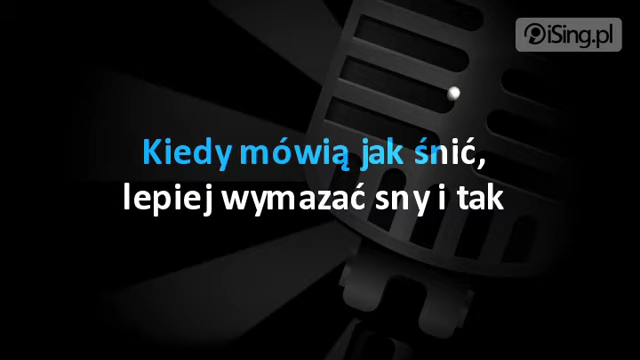 iSing.pl
Kiedy mówią jak śnić,
lepiej wymazać sny i tak